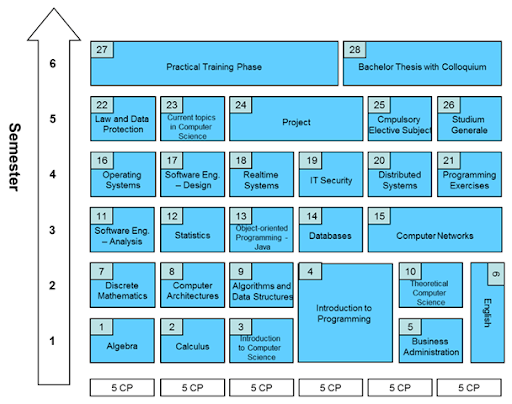 Semester
6
27
Practical Training Phase
28
Bachelor Thesis with Colloquium
5
22
Law and Data
Protection
23
Current topics
in Computer
Science
24
Project
25
Cmpulsory
Elective Subject
26
Studium
Generale
4
16
Operating
Systems
17
Software Eng.
– Design
18
Realtime
Systems
19
IT Security
20
Distributed
Systems
21
Programming
Exercises
3
11
Software Eng.
– Analysis
12
Statistics
13
Object-oriented
Programming –
Java
14
Databases
15
Computer Networks
2
7
Discrete
Mathematics
8
Computer
Architectures
9
Algorithms and
Data Structures
4
Introduction to
Programming
10
Theoretical
Computer
Science
6
English
1
1
Algebra
2
Calculus
3
Introduction
to Computer
Science
5
Business
Administration
5 CP
5 CP
5 CP
5 CP
5 CP
5 CP